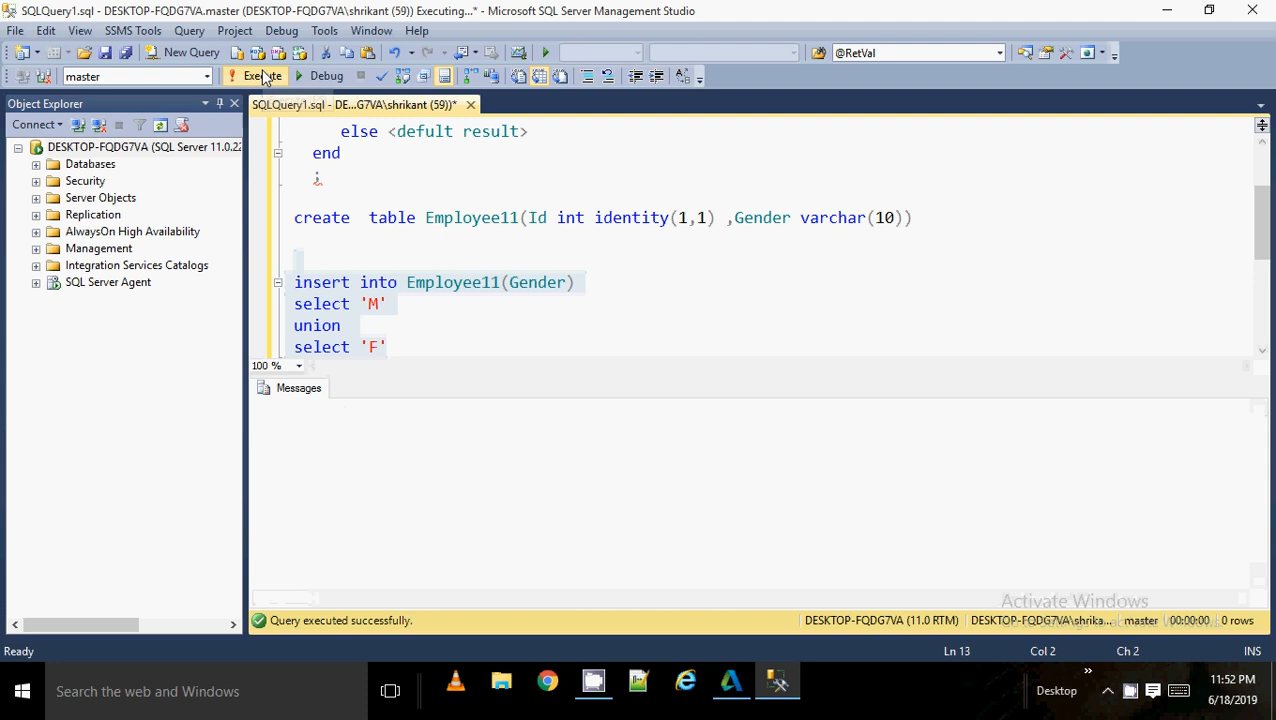 SQLQuery1.sql - DESKTOP-FQDG7VA.master (DESKTOP-FQDG7VA\shrikant (59)) Executing...* - Microsoft SQL Server Management Studio
File Edit View SSMS Tools Query Project Debug Tools Window Help
New Query @RetVal
master Execute Debug
Object Explorer
SQLQuery1.sql - DE...G7VA\shrikant (59))*
Connect
DESKTOP-FQDG7VA (SQL Server 11.0.22
Databases
Security
Server Objects
Replication
AlwaysOn High Availability
Management
Integration Services Catalogs
SQL Server Agent
else <defult result>
end
;
create table Employee11(Id int identity(1,1) ,Gender varchar(10))
insert into Employee11(Gender)
select 'M'
union
select 'F'
100 %
Messages
Activate Windows
Query executed successfully. DESKTOP-FQDG7VA (11.0 RTM) DESKTOP-FQDG7VA\shrika... master 00:00:00 0 rows
Ready Ln 13 Col 2 Ch 2 INS
Search the web and Windows
Desktop
11:52 PM
6/18/2019